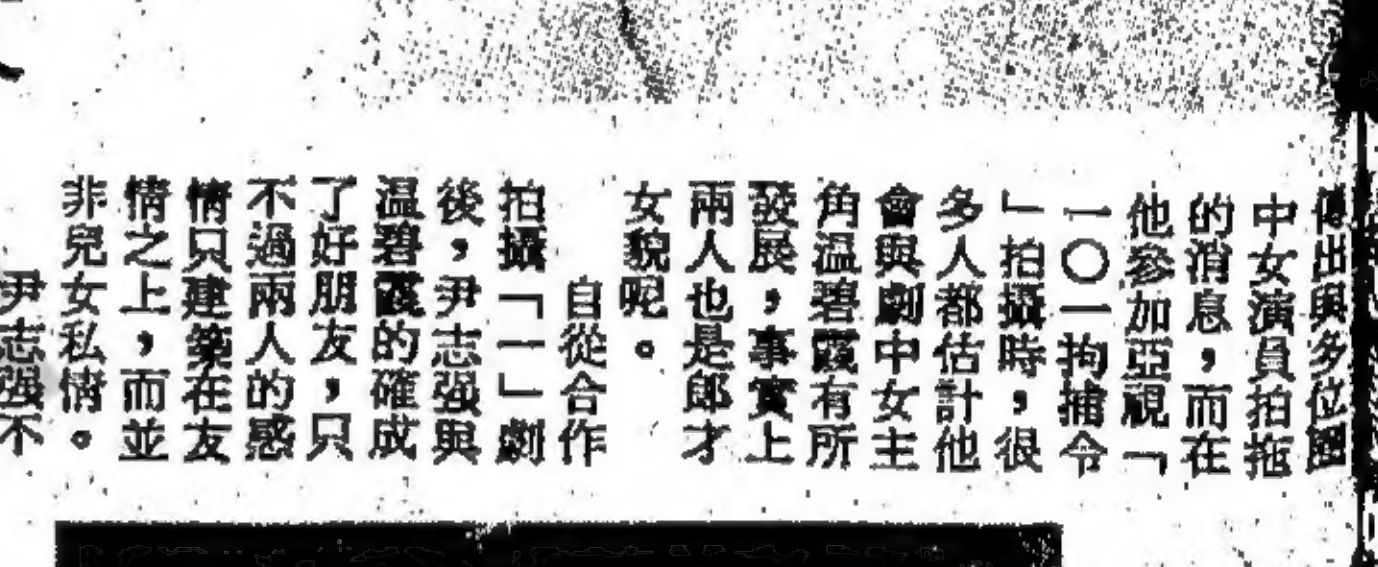 傳出與多位圈
中女演員拍拖
的消息，而在
他參加亞視「
一〇一拘捕令
」拍攝時，很
多人都估計他
會與劇中女主
角温碧霞有所
發展，事實上
兩人也是郎才
女貌呢。
自從合作
拍攝「一」劇
後，尹志强與
温碧霞的確成
了好朋友，只
不過兩人的感
情只建築在友
情之上，而並
非兒女私情。
尹志强不